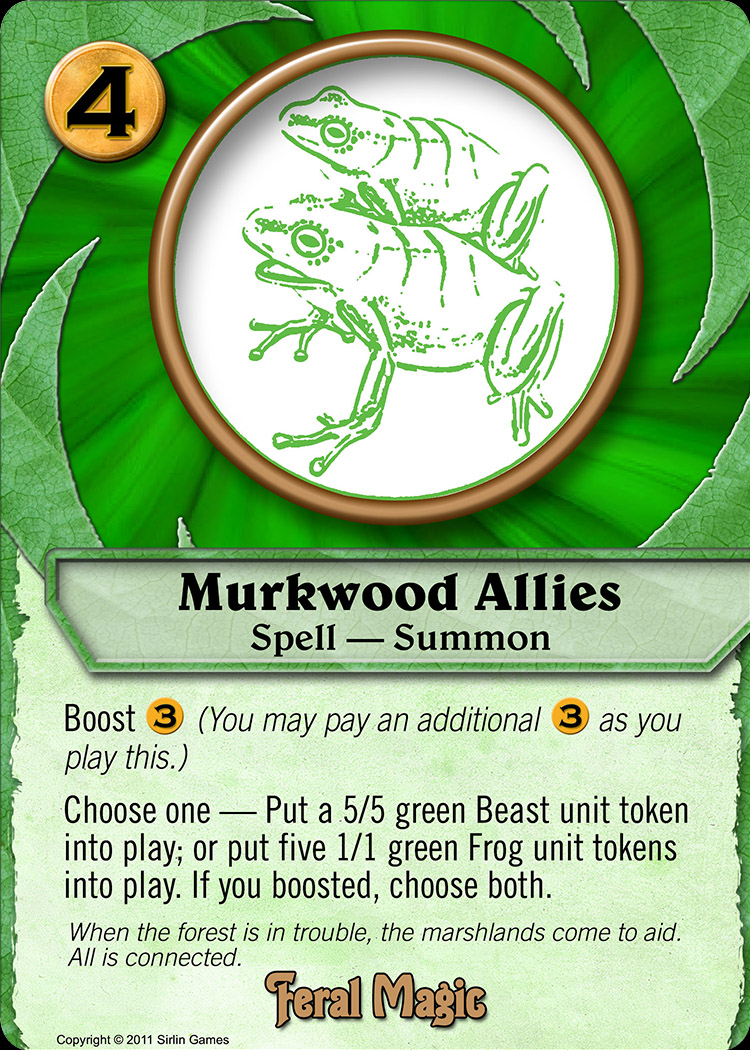 4
Murkwood Allies
Spell — Summon
Boost 3 (You may pay an additional 3 as you
play this.)
Choose one — Put a 5/5 green Beast unit token
into play; or put five 1/1 green Frog unit tokens
into play. If you boosted, choose both.
When the forest is in trouble, the marshlands come to aid.
All is connected.
Feral Magic
Copyright © 2011 Sirlin Games